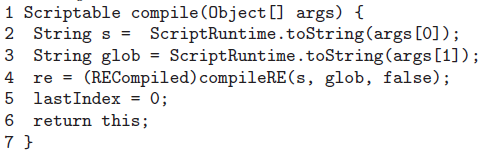 1 Scriptable compile(Object[] args) {
2  String s =  ScriptRuntime.toString(args[0]);
3  String glob = ScriptRuntime.toString(args[1]);
4  re = (RECompiled)compileRE(s, glob, false);
5  lastIndex = 0;
6  return this;
7 }